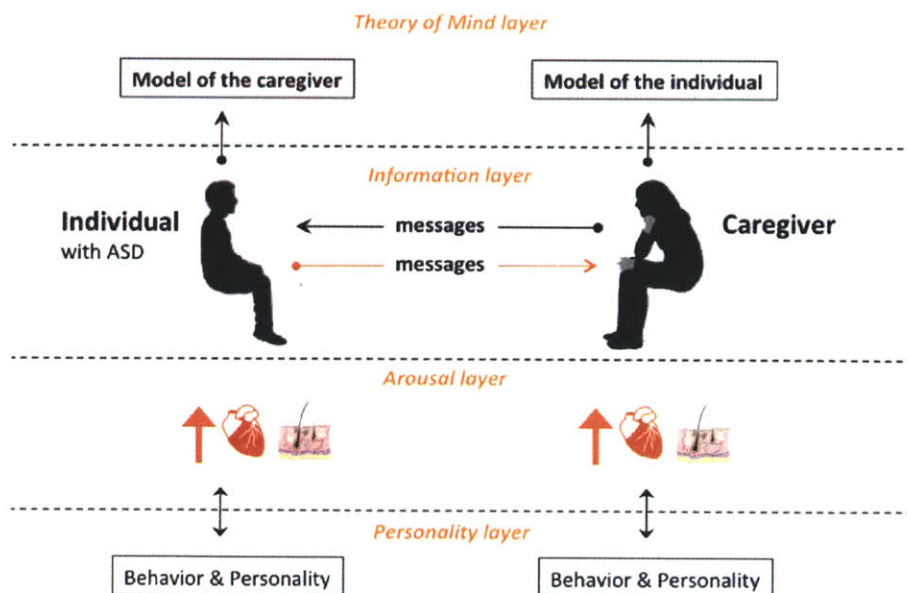 Theory of Mind layer
Model of the caregiver
Model of the individual
Information layer
Individual
with ASD
messages
messages
Caregiver
Arousal layer
Personality layer
Behavior & Personality
Behavior & Personality